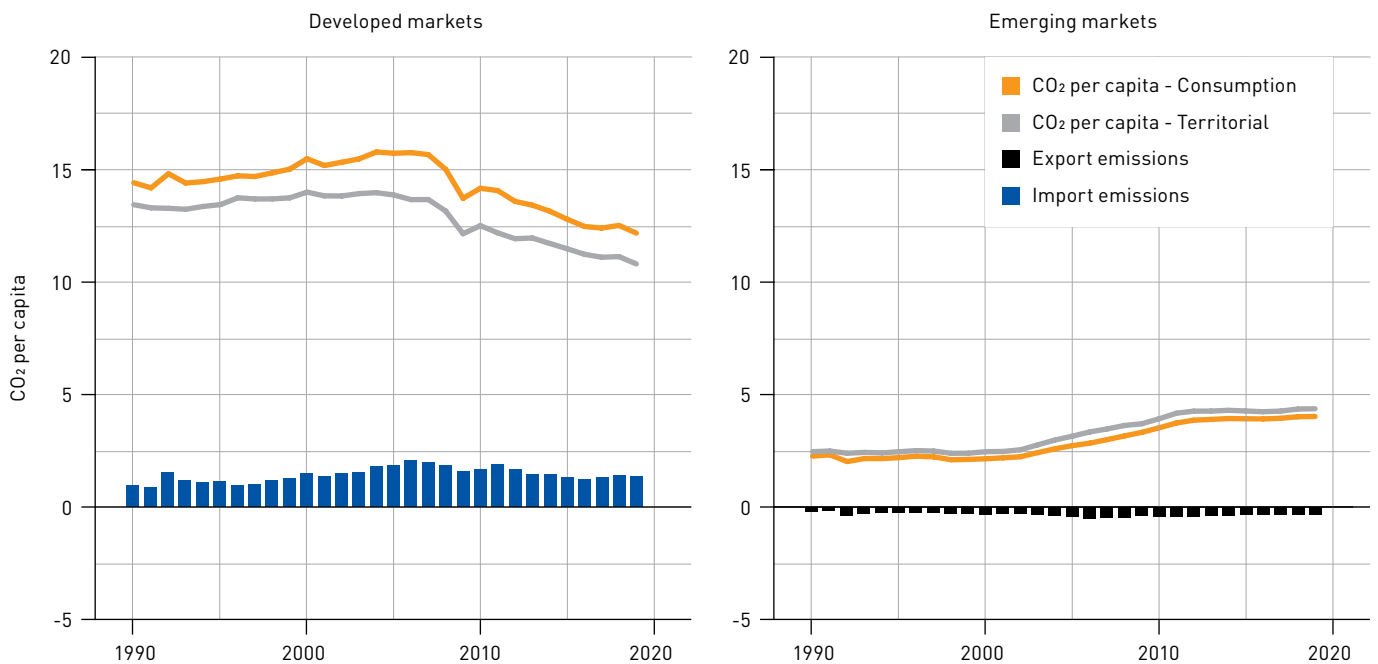 Developed markets
20
15
10
5
0
-5
CO₂ per capita
1990
2000
2010
2020
Emerging markets
20
15
10
5
0
-5
1990
2000
2010
2020
CO₂ per capita - Consumption
CO₂ per capita - Territorial
Export emissions
Import emissions